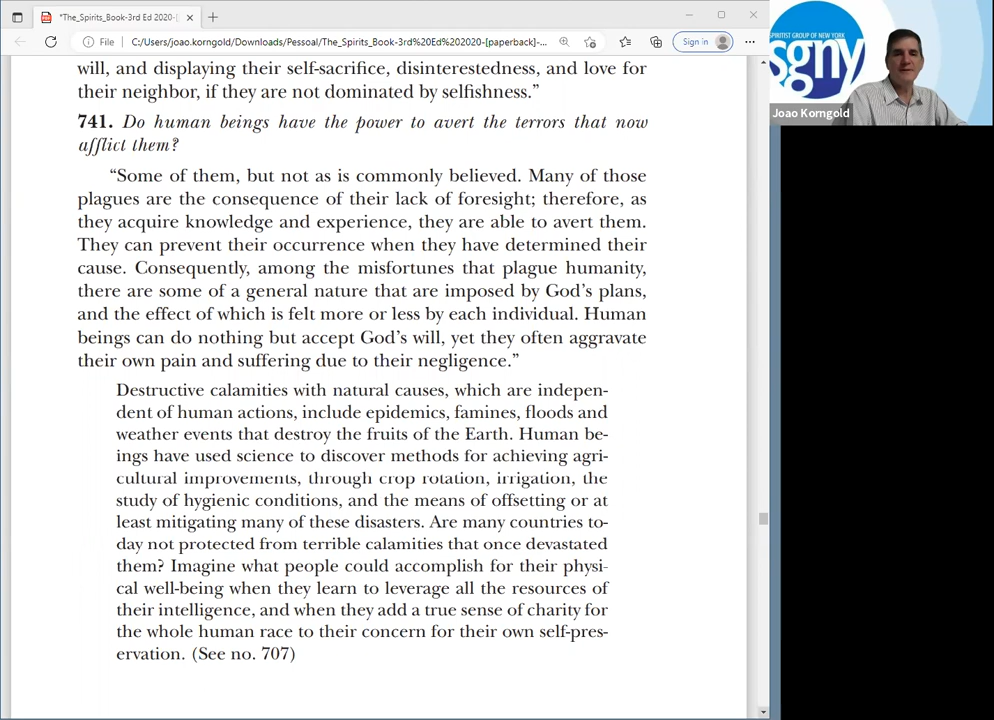 *The_Spirits_Book-3rd Ed 2020-[
File
C:/Users/joao.korngold/Downloads/Pessoal/The_Spirits_Book-3rd%20Ed%202020-[paperback]-...
Sign in
SPIRITIST GROUP OF NEW YORK
sgny
Joao Korngold
will, and displaying their self-sacrifice, disinterestedness, and love for
their neighbor, if they are not dominated by selfishness.”
741. Do human beings have the power to avert the terrors that now
afflict them?
“Some of them, but not as is commonly believed. Many of those
plagues are the consequence of their lack of foresight; therefore, as
they acquire knowledge and experience, they are able to avert them.
They can prevent their occurrence when they have determined their
cause. Consequently, among the misfortunes that plague humanity,
there are some of a general nature that are imposed by God’s plans,
and the effect of which is felt more or less by each individual. Human
beings can do nothing but accept God’s will, yet they often aggravate
their own pain and suffering due to their negligence.”
Destructive calamities with natural causes, which are indepen-
dent of human actions, include epidemics, famines, floods and
weather events that destroy the fruits of the Earth. Human be-
ings have used science to discover methods for achieving agri-
cultural improvements, through crop rotation, irrigation, the
study of hygienic conditions, and the means of offsetting or at
least mitigating many of these disasters. Are many countries to-
day not protected from terrible calamities that once devastated
them? Imagine what people could accomplish for their physi-
cal well-being when they learn to leverage all the resources of
their intelligence, and when they add a true sense of charity for
the whole human race to their concern for their own self-pres-
ervation. (See no. 707)